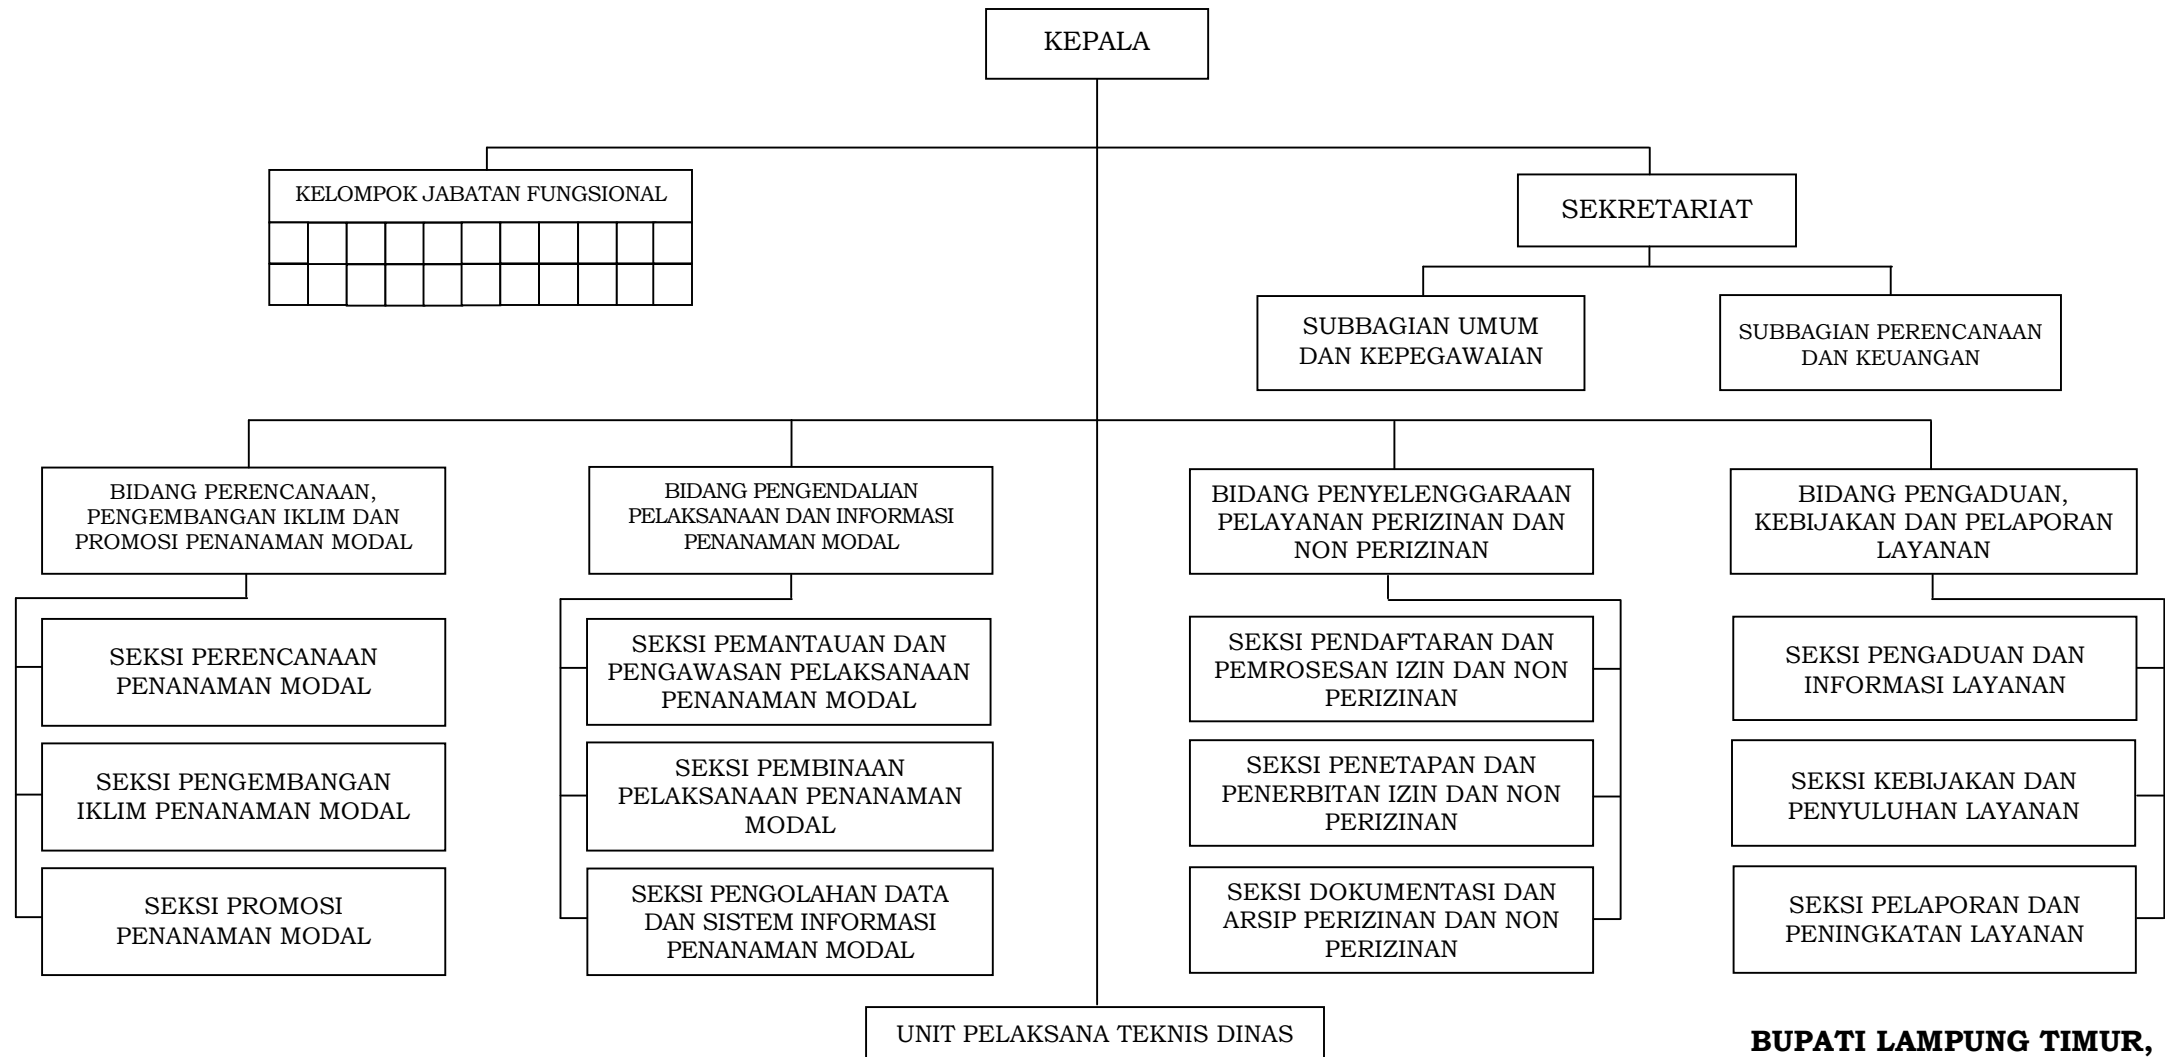 KEPALA
KELOMPOK JABATAN FUNGSIONAL
SEKRETARIAT
SUBBAGIAN UMUM
DAN KEPEGAWAIAN
SUBBAGIAN PERENCANAAN
DAN KEUANGAN
BIDANG PERENCANAAN,
PENGEMBANGAN IKLIM DAN
PROMOSI PENANAMAN MODAL
BIDANG PENGENDALIAN
PELAKSANAAN DAN INFORMASI
PENANAMAN MODAL
BIDANG PENYELENGGARAAN
PELAYANAN PERIZINAN DAN
NON PERIZINAN
BIDANG PENGADUAN,
KEBIJAKAN DAN PELAPORAN
LAYANAN
SEKSI PERENCANAAN
PENANAMAN MODAL
SEKSI PEMANTAUAN DAN
PENGAWASAN PELAKSANAAN
PENANAMAN MODAL
SEKSI PENDAFTARAN DAN
PEMROSESAN IZIN DAN NON
PERIZINAN
SEKSI PENGADUAN DAN
INFORMASI LAYANAN
SEKSI PENGEMBANGAN
IKLIM PENANAMAN MODAL
SEKSI PEMBINAAN
PELAKSANAAN PENANAMAN
MODAL
SEKSI PENETAPAN DAN
PENERBITAN IZIN DAN NON
PERIZINAN
SEKSI KEBIJAKAN DAN
PENYULUHAN LAYANAN
SEKSI PROMOSI
PENANAMAN MODAL
SEKSI PENGOLAHAN DATA
DAN SISTEM INFORMASI
PENANAMAN MODAL
SEKSI DOKUMENTASI DAN
ARSIP PERIZINAN DAN NON
PERIZINAN
SEKSI PELAPORAN DAN
PENINGKATAN LAYANAN
UNIT PELAKSANA TEKNIS DINAS
BUPATI LAMPUNG TIMUR,